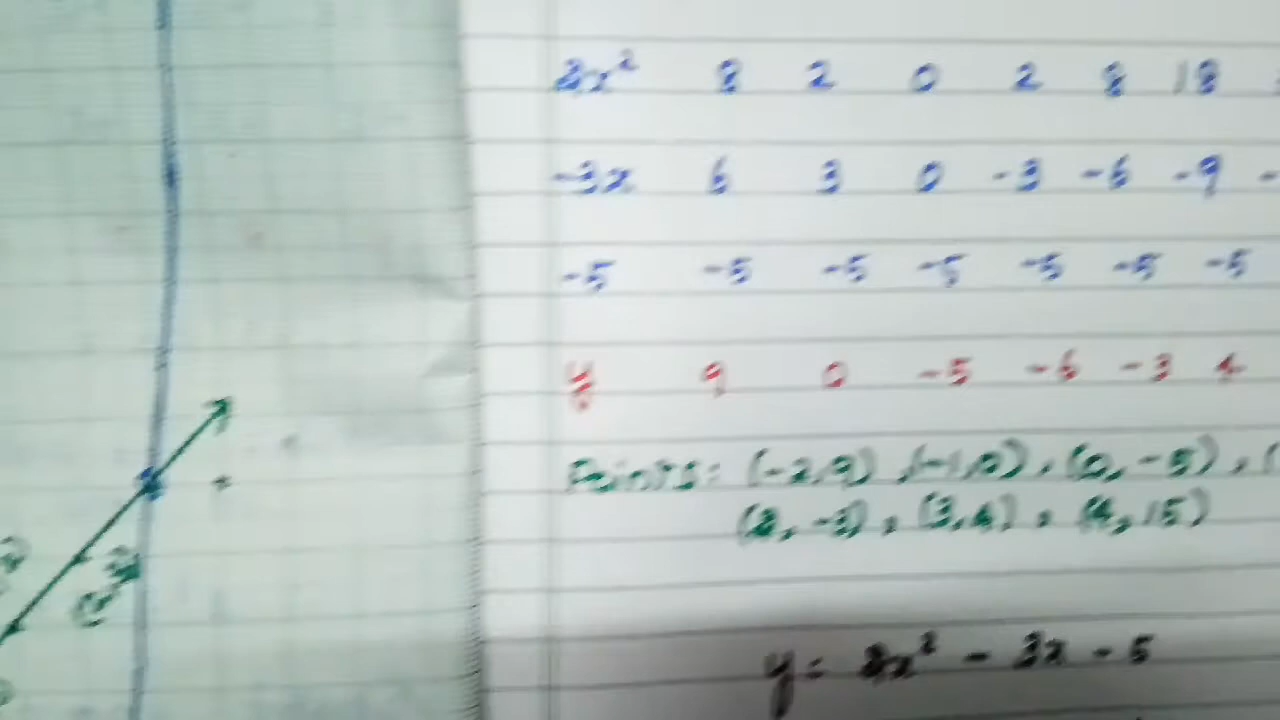 2x² 8 2 0 2 8 18
-3x 6 3 0 -3 -6 -9 -
-5 -5 -5 -5 -5 -5 -5
y 9 0 -5 -6 -3 4
Points: (-2,9), (-1,0), (0,-5), (
(2,-3), (3,4), (4,15)
y = 2x² - 3x - 5